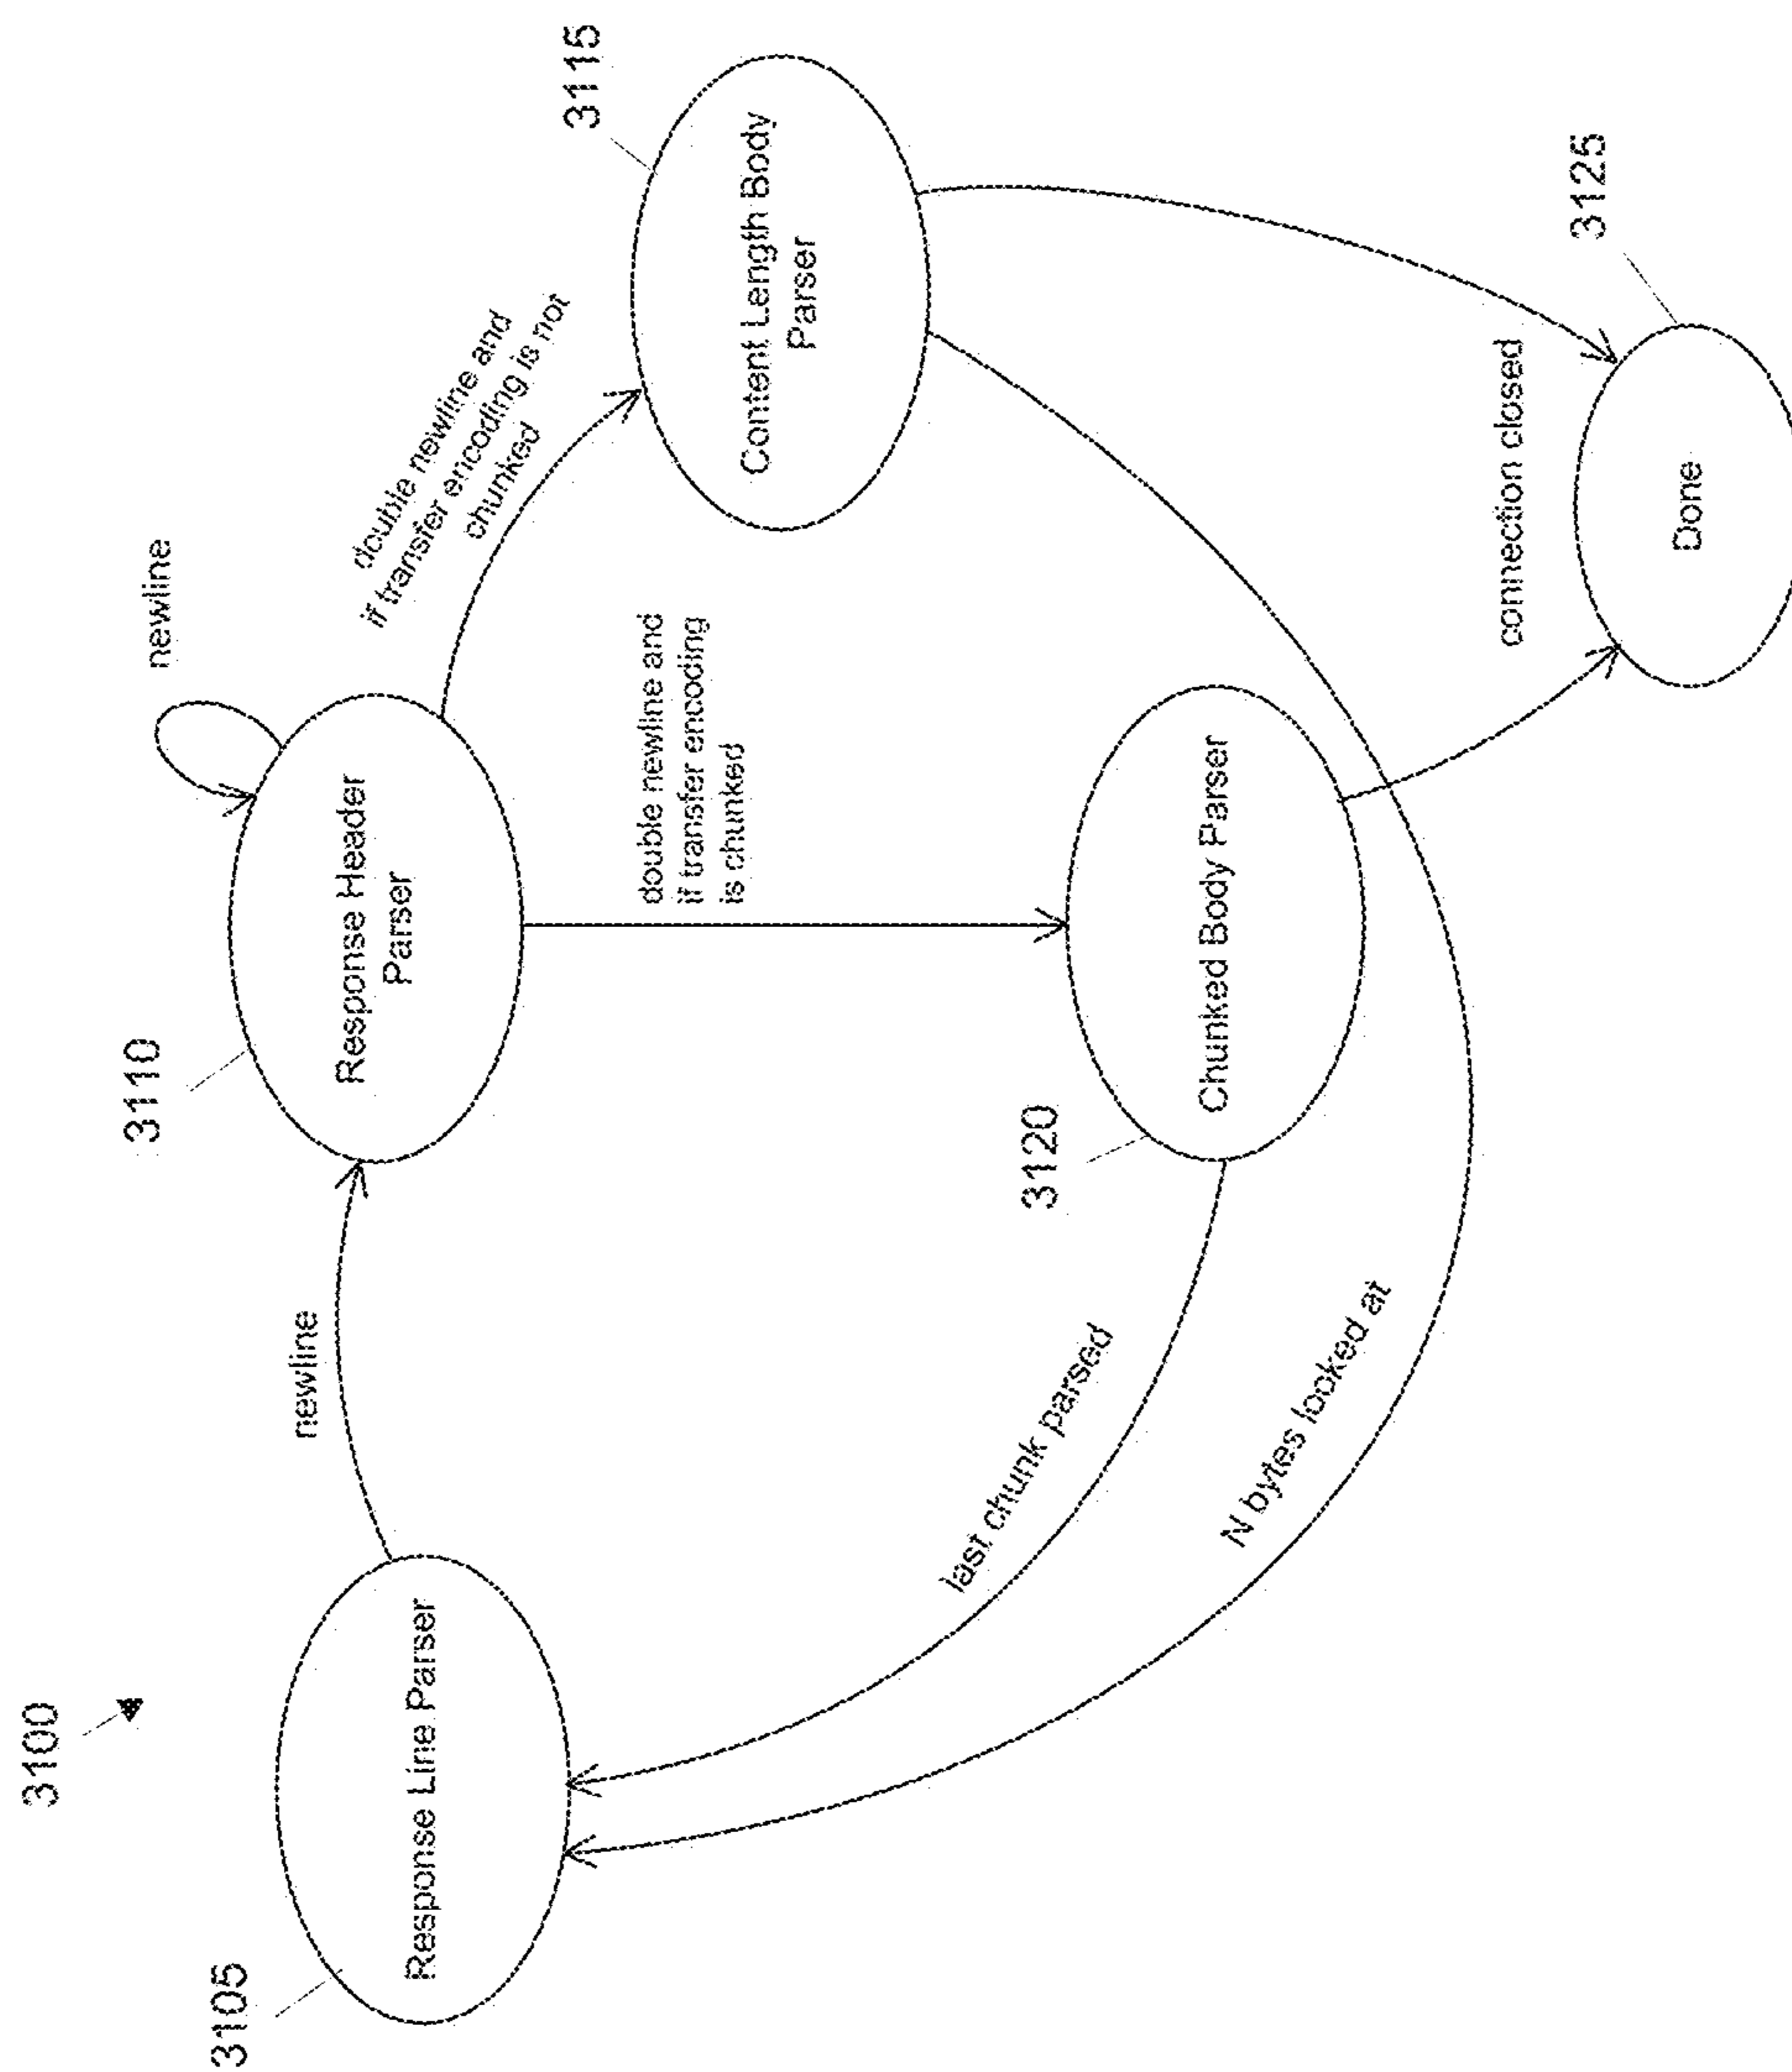 3100
3105
Response Line Parser
newline
3110
Response Header
Parser
newline
double newline and
if transfer encoding is not
chunked
3115
Content Length Body
Parser
double newline and
if transfer encoding
is chunked
3120
Chunked Body Parser
last chunk parsed
N bytes looked at
connection closed
3125
Done